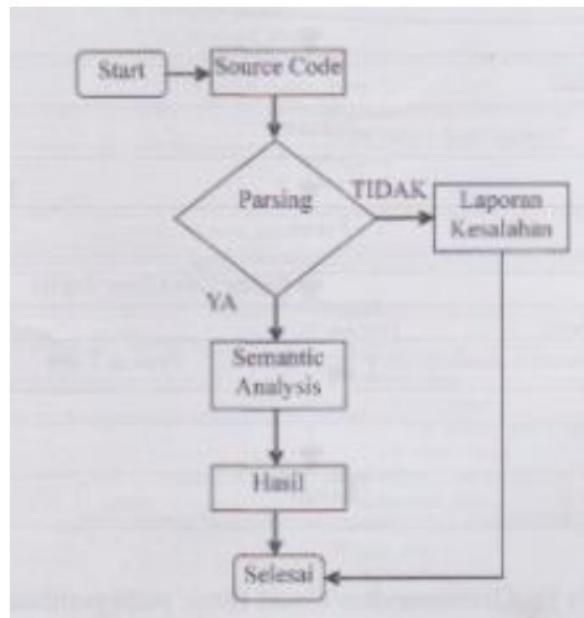 Start
Source Code
Parsing
TIDAK
Laporan
Kesalahan
YA
Semantic
Analysis
Hasil
Selesai